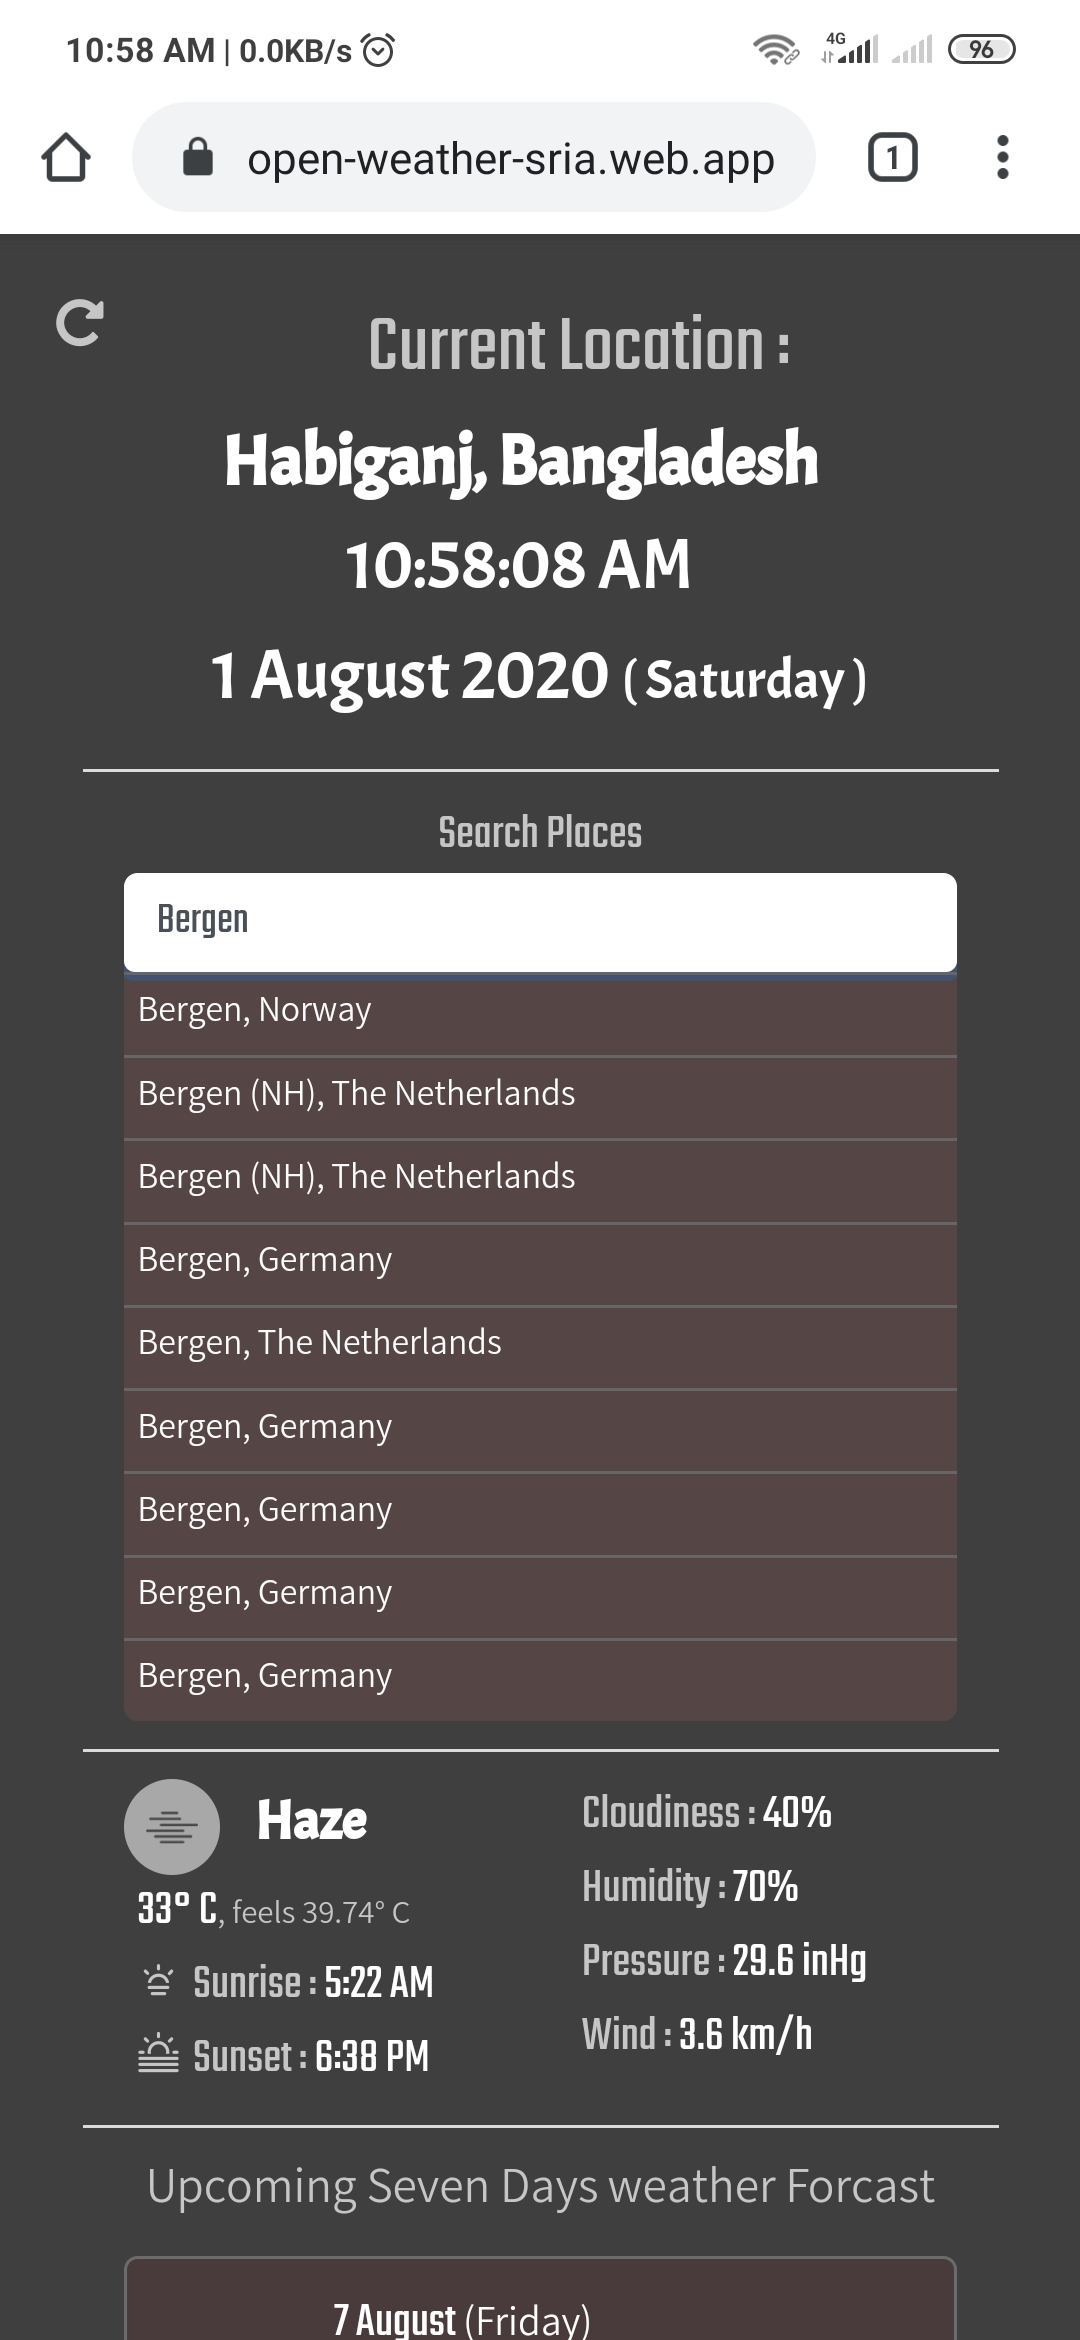 10:58 AM | 0.0KB/s 4G 96
open-weather-sria.web.app 1
Current Location :
Habiganj, Bangladesh
10:58:08 AM
1 August 2020 ( Saturday )
Search Places
Bergen
Bergen, Norway
Bergen (NH), The Netherlands
Bergen (NH), The Netherlands
Bergen, Germany
Bergen, The Netherlands
Bergen, Germany
Bergen, Germany
Bergen, Germany
Bergen, Germany
Haze
33° C, feels 39.74° C
Sunrise : 5:22 AM
Sunset : 6:38 PM
Cloudiness : 40%
Humidity : 70%
Pressure : 29.6 inHg
Wind : 3.6 km/h
Upcoming Seven Days weather Forcast
7 August (Friday)